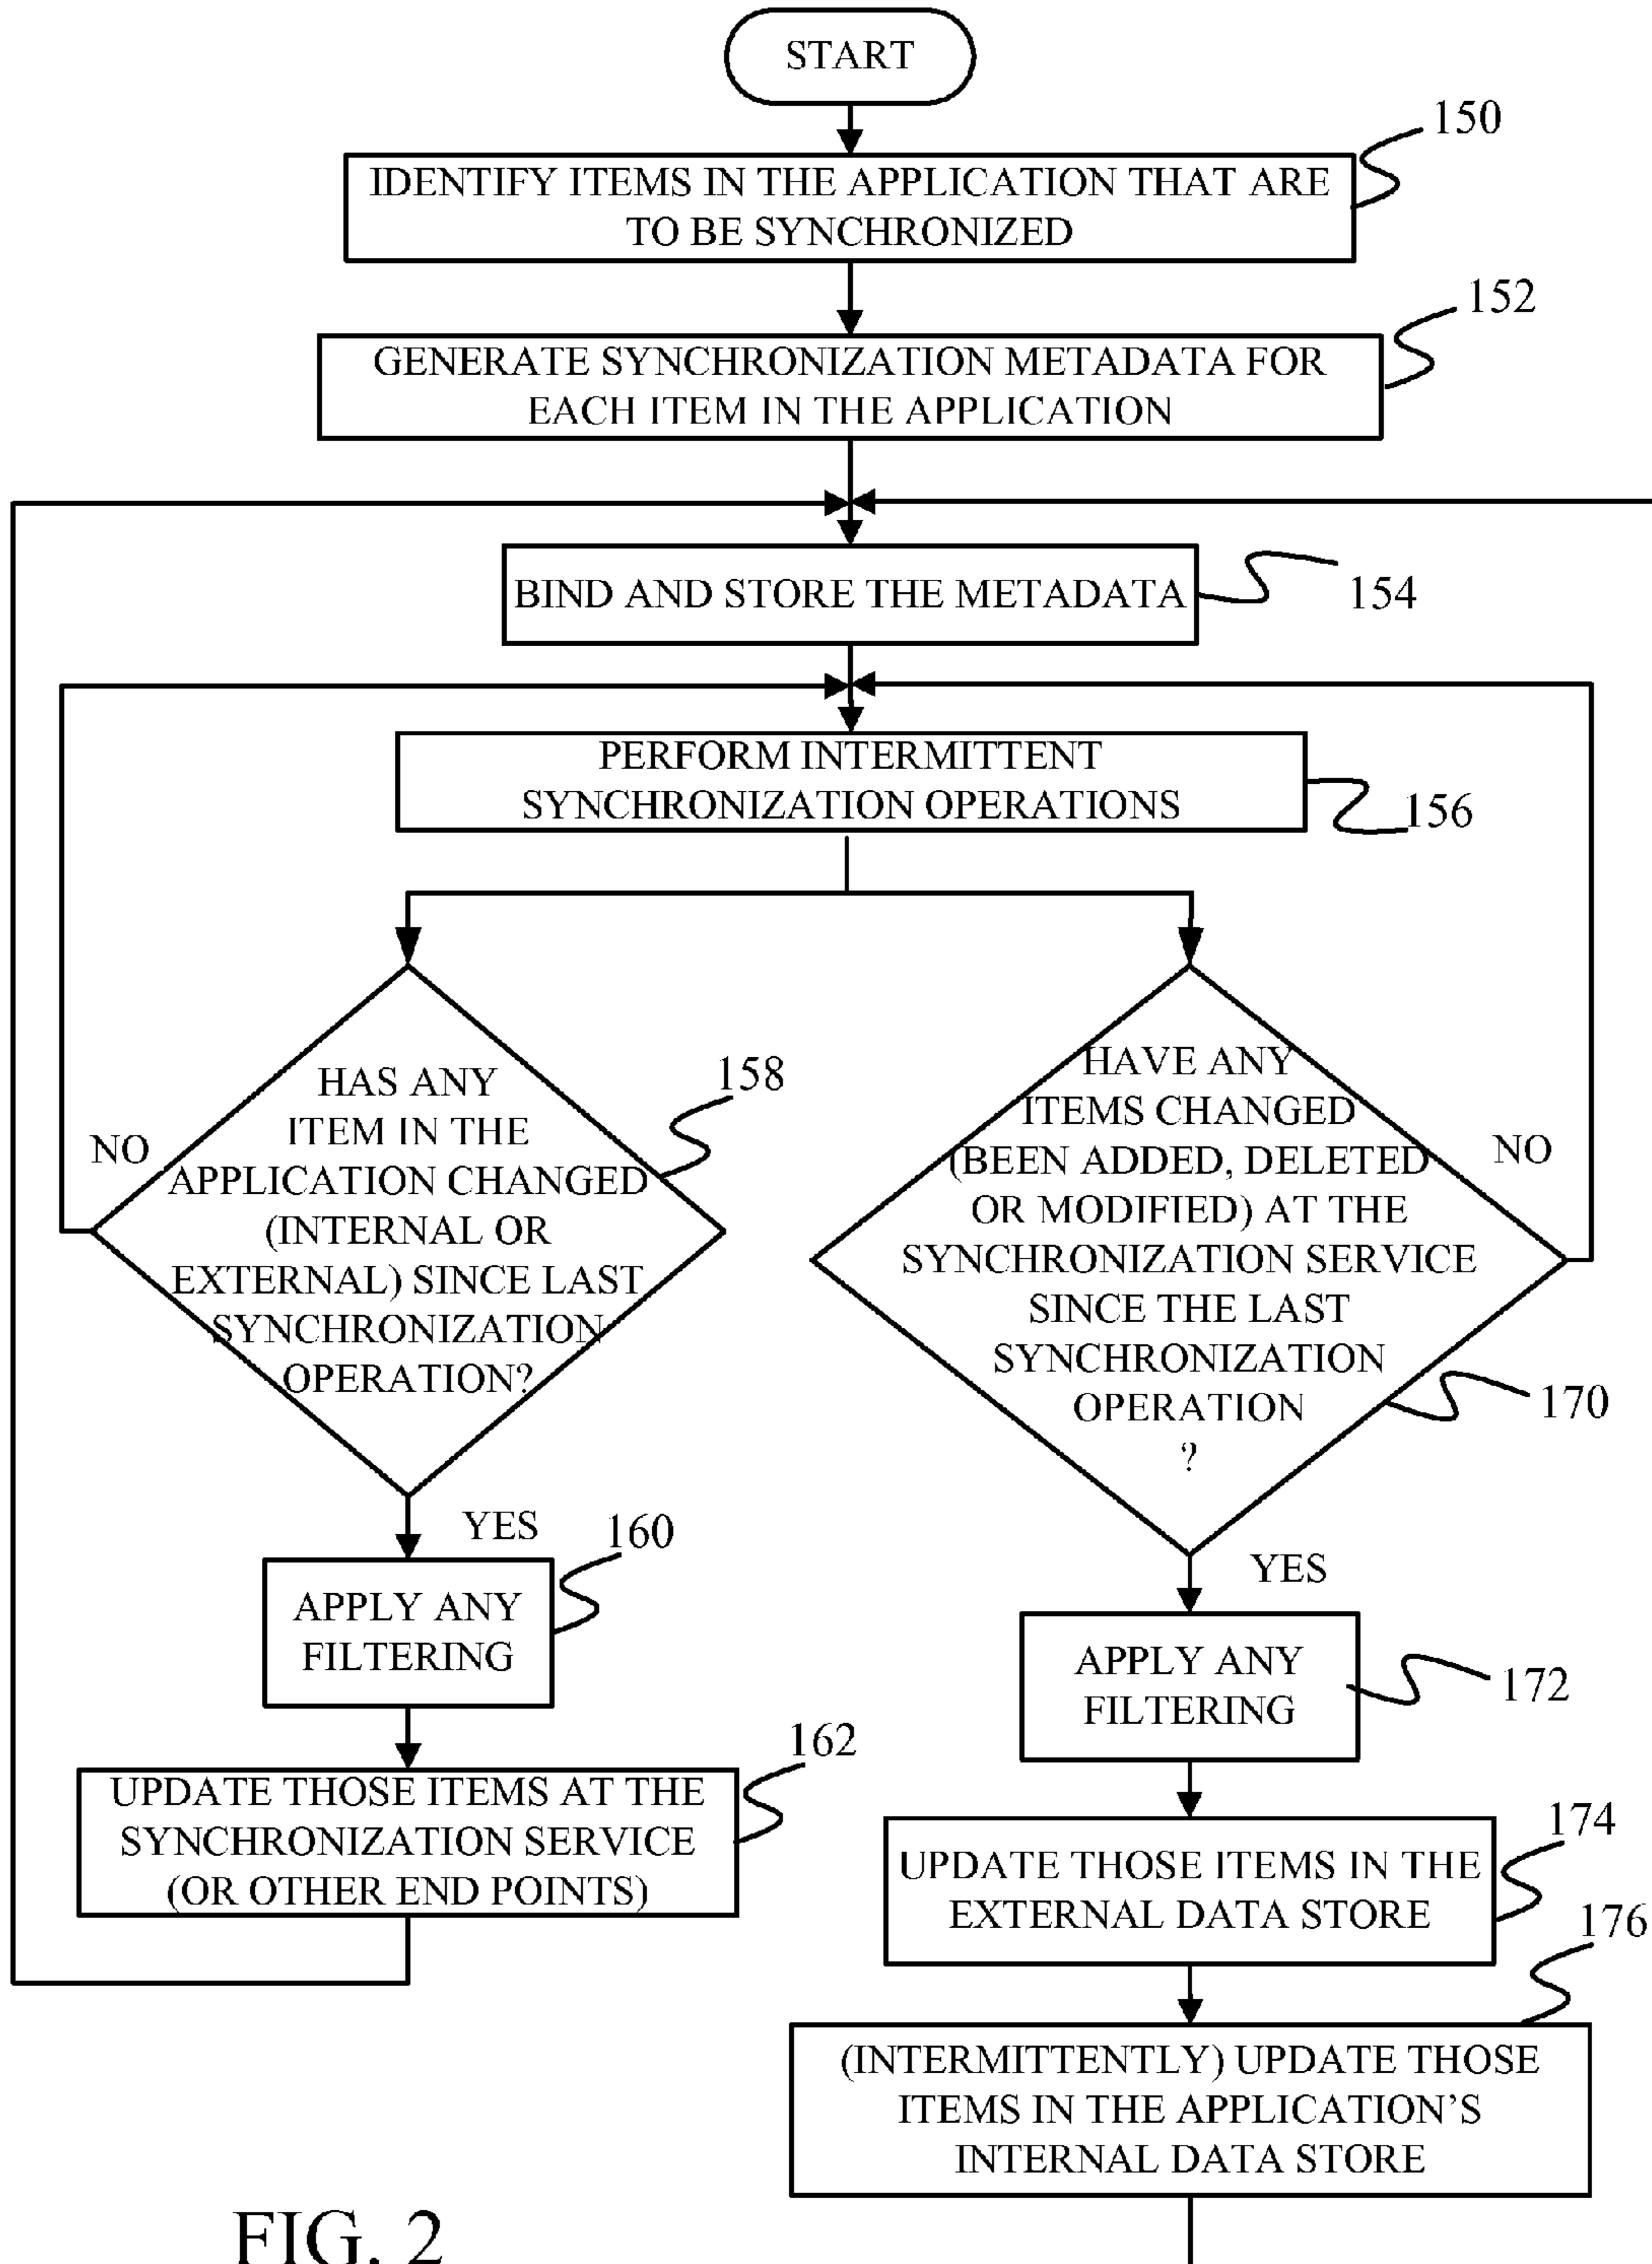 START
150
IDENTIFY ITEMS IN THE APPLICATION THAT ARE
TO BE SYNCHRONIZED
152
GENERATE SYNCHRONIZATION METADATA FOR
EACH ITEM IN THE APPLICATION
BIND AND STORE THE METADATA
154
PERFORM INTERMITTENT
SYNCHRONIZATION OPERATIONS
156
HAS ANY
ITEM IN THE
APPLICATION CHANGED
(INTERNAL OR
EXTERNAL) SINCE LAST
SYNCHRONIZATION
OPERATION?
158
NO
YES
160
APPLY ANY
FILTERING
162
UPDATE THOSE ITEMS AT THE
SYNCHRONIZATION SERVICE
(OR OTHER END POINTS)
HAVE ANY
ITEMS CHANGED
(BEEN ADDED, DELETED
OR MODIFIED) AT THE
SYNCHRONIZATION SERVICE
SINCE THE LAST
SYNCHRONIZATION
OPERATION
?
NO
170
YES
APPLY ANY
FILTERING
172
174
UPDATE THOSE ITEMS IN THE
EXTERNAL DATA STORE
176
(INTERMITTENTLY) UPDATE THOSE
ITEMS IN THE APPLICATION’S
INTERNAL DATA STORE
FIG. 2